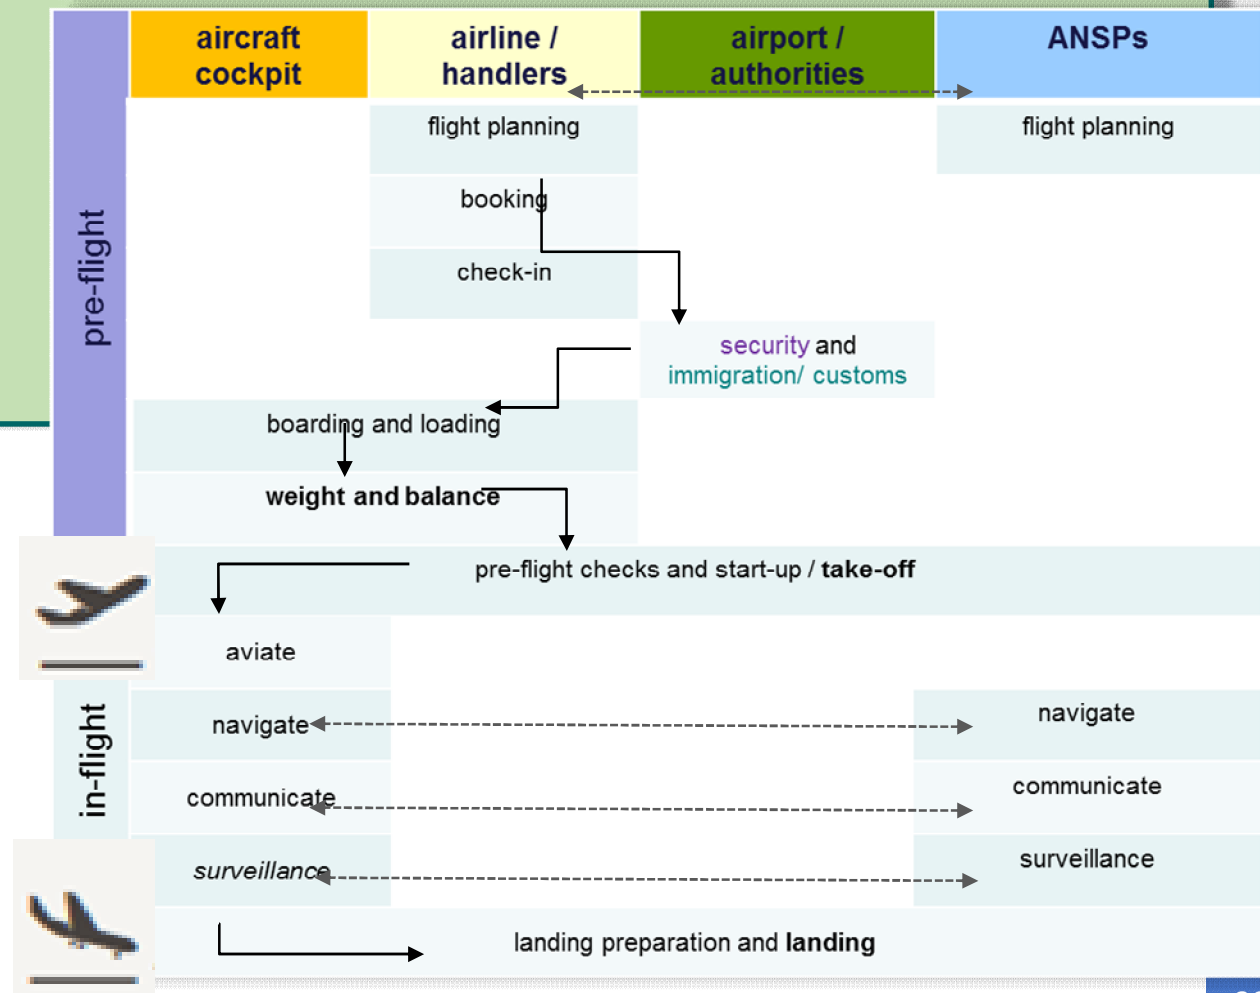 aircraft
cockpit
airline /
handlers
airport /
authorities
ANSPs
pre-flight
flight planning
flight planning
booking
check-in
security and
immigration/ customs
boarding and loading
weight and balance
pre-flight checks and start-up / take-off
in-flight
aviate
navigate
navigate
communicate
communicate
surveillance
surveillance
landing preparation and landing